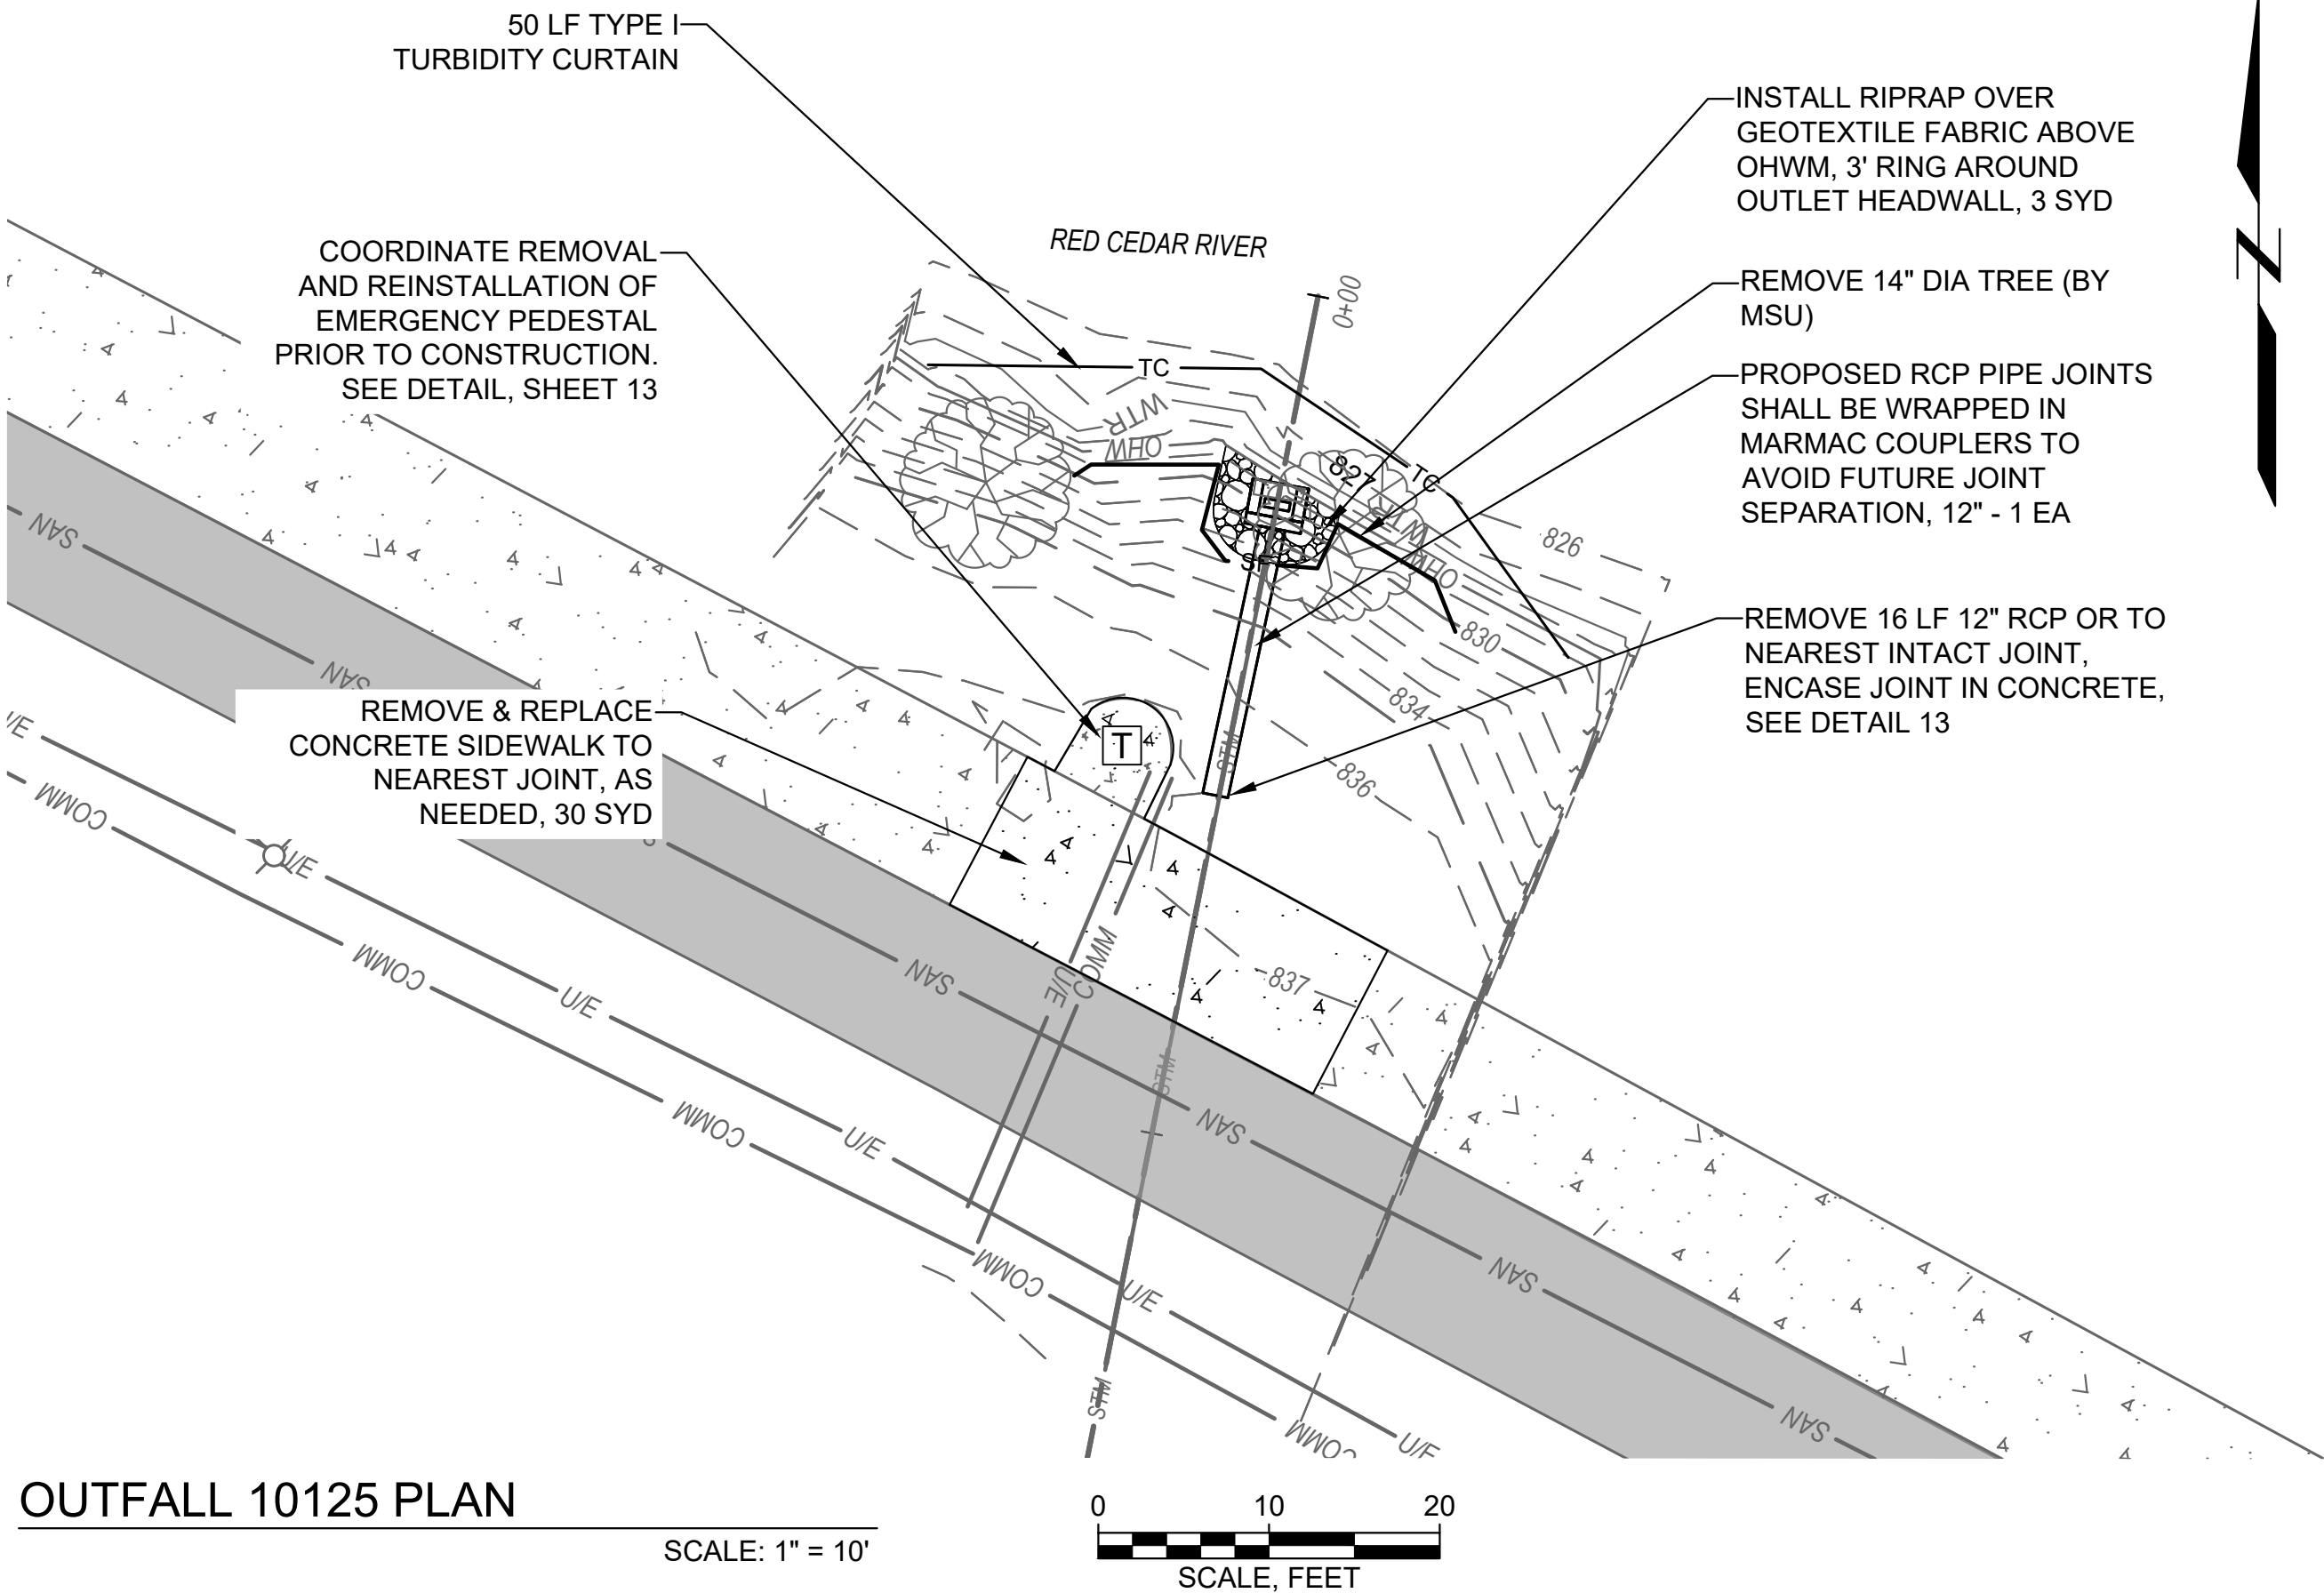 50 LF TYPE I
TURBIDITY CURTAIN
INSTALL RIPRAP OVER
GEOTEXTILE FABRIC ABOVE
OHWM, 3' RING AROUND
OUTLET HEADWALL, 3 SYD
COORDINATE REMOVAL
AND REINSTALLATION OF
EMERGENCY PEDESTAL
PRIOR TO CONSTRUCTION.
SEE DETAIL, SHEET 13
RED CEDAR RIVER
0+00
N
REMOVE 14" DIA TREE (BY
MSU)
PROPOSED RCP PIPE JOINTS
SHALL BE WRAPPED IN
MARMAC COUPLERS TO
AVOID FUTURE JOINT
SEPARATION, 12" - 1 EA
TC
WTR
OHW
827
TC
WTR
OHW
826
SF
830
834
836
REMOVE 16 LF 12" RCP OR TO
NEAREST INTACT JOINT,
ENCASE JOINT IN CONCRETE,
SEE DETAIL 13
SAN
SAN
REMOVE & REPLACE
CONCRETE SIDEWALK TO
NEAREST JOINT, AS
NEEDED, 30 SYD
T
STM
U/E
COMM
U/E
COMM
U/E
COMM
SAN
837
U/E
COMM
STM
COMM
U/E
SAN
COMM
U/E
SAN
STM
COMM
U/E
SAN
OUTFALL 10125 PLAN
SCALE: 1" = 10'
0 10 20
SCALE, FEET